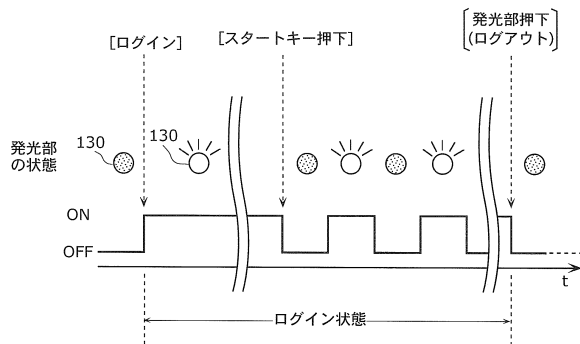 [ログイン]
[スタートキー押下]
[発光部押下
(ログアウト)]
130
130
発光部
の状態
ON
OFF
t
ログイン状態